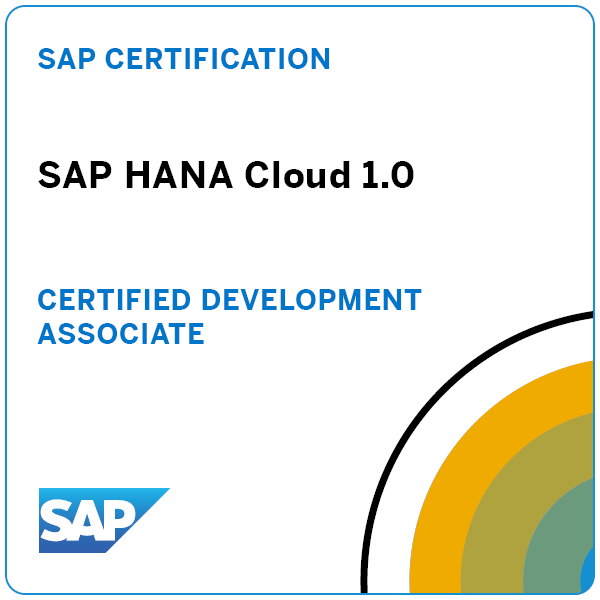 SAP CERTIFICATION
SAP HANA Cloud 1.0
CERTIFIED DEVELOPMENT
ASSOCIATE
SAP